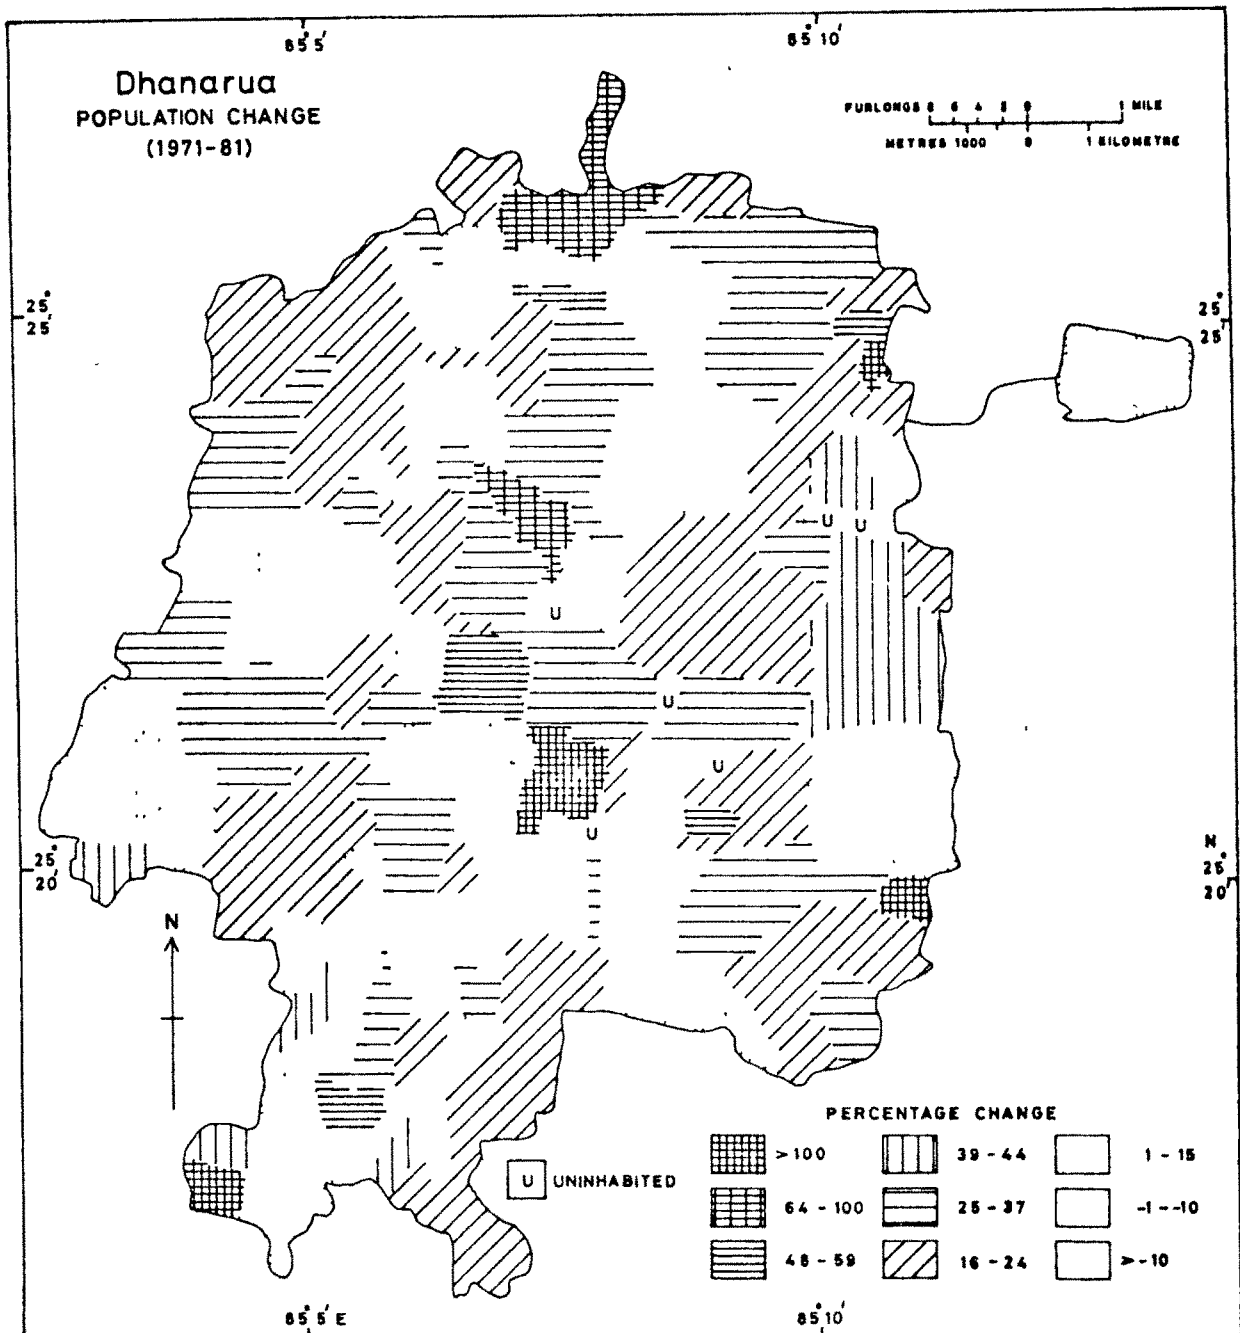 85° 5'
85° 10'
Dhanarua
POPULATION CHANGE
(1971-81)
FURLONGS 8 6 4 2 0 1 MILE
METRES 1000 0 1 KILOMETRE
25° 25'
25° 25'
U
U
U
U
U
U
25° 20'
N
25° 20'
N
PERCENTAGE CHANGE
>100
39-44
1-15
64-100
25-37
-1--10
48-59
16-24
>-10
U UNINHABITED
85° 5' E
85° 10'